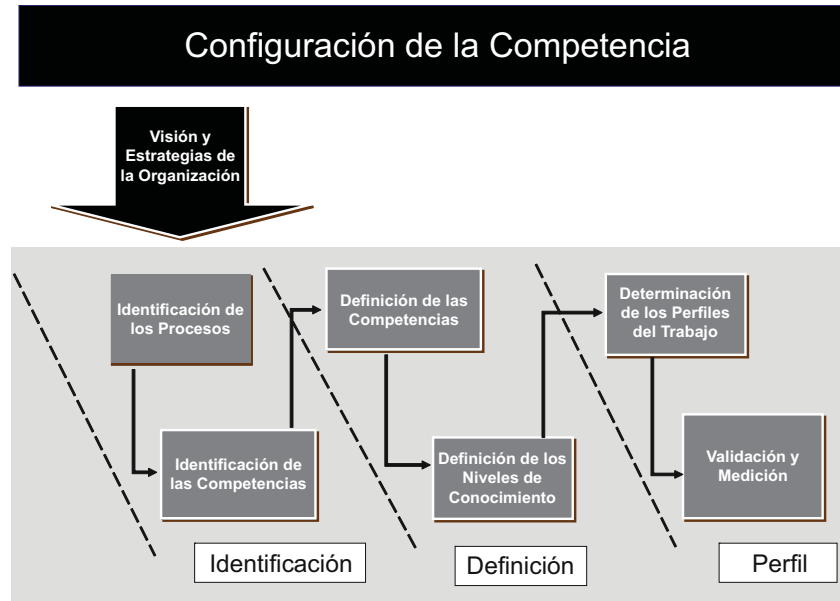 Configuración de la Competencia
Visión y
Estrategias de
la Organización
Identificación de
los Procesos
Identificación de
las Competencias
Definición de las
Competencias
Definición de los
Niveles de
Conocimiento
Determinación
de los Perfiles
del Trabajo
Validación y
Medición
Identificación
Definición
Perfil